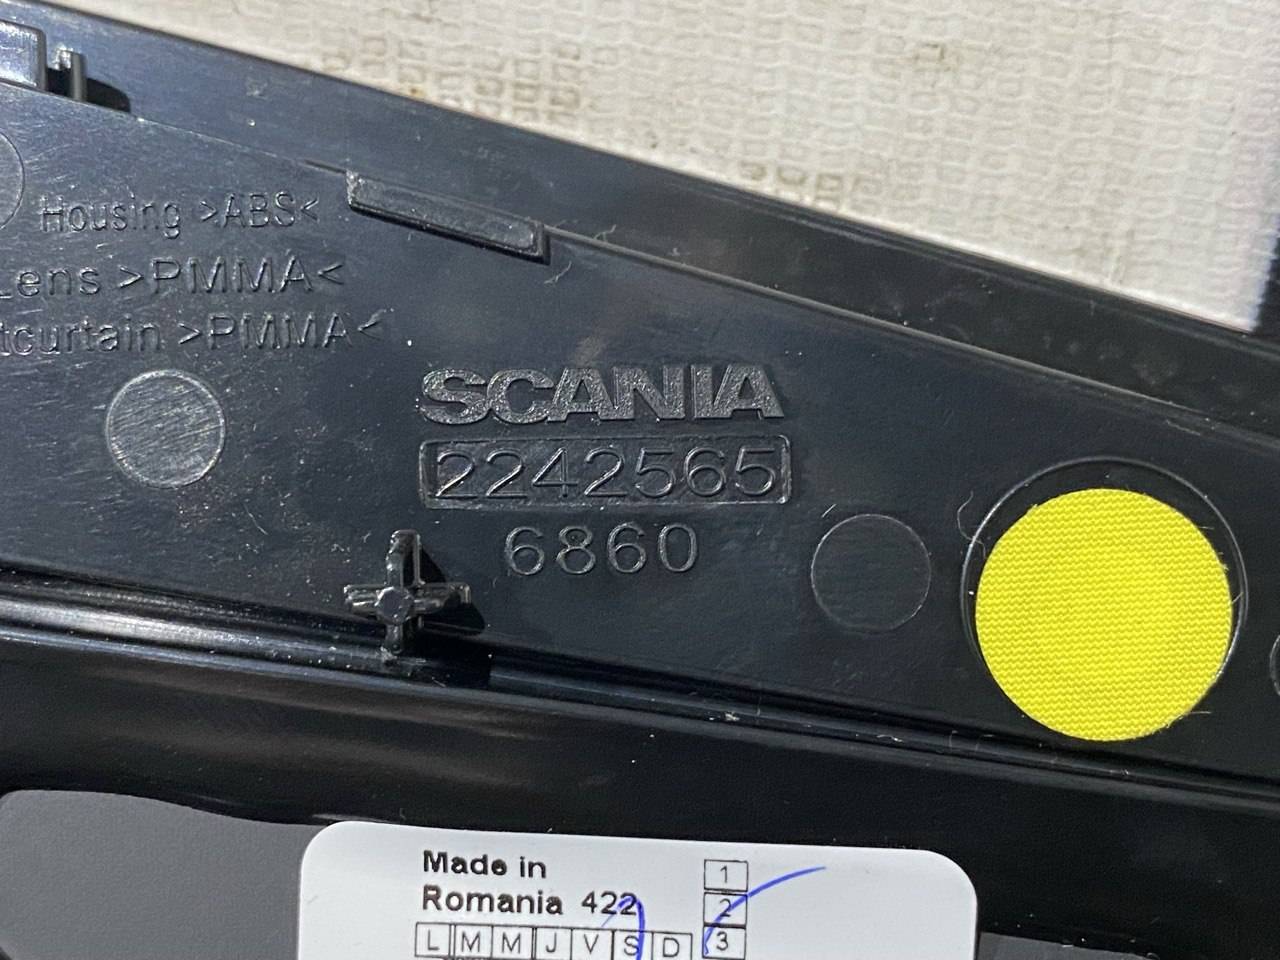 Housing >ABS<
Lens >PMMA<
tcurtain >PMMA<
SCANIA
2242565
6860
Made in
Romania 422
1
2
L M M J V S D
3